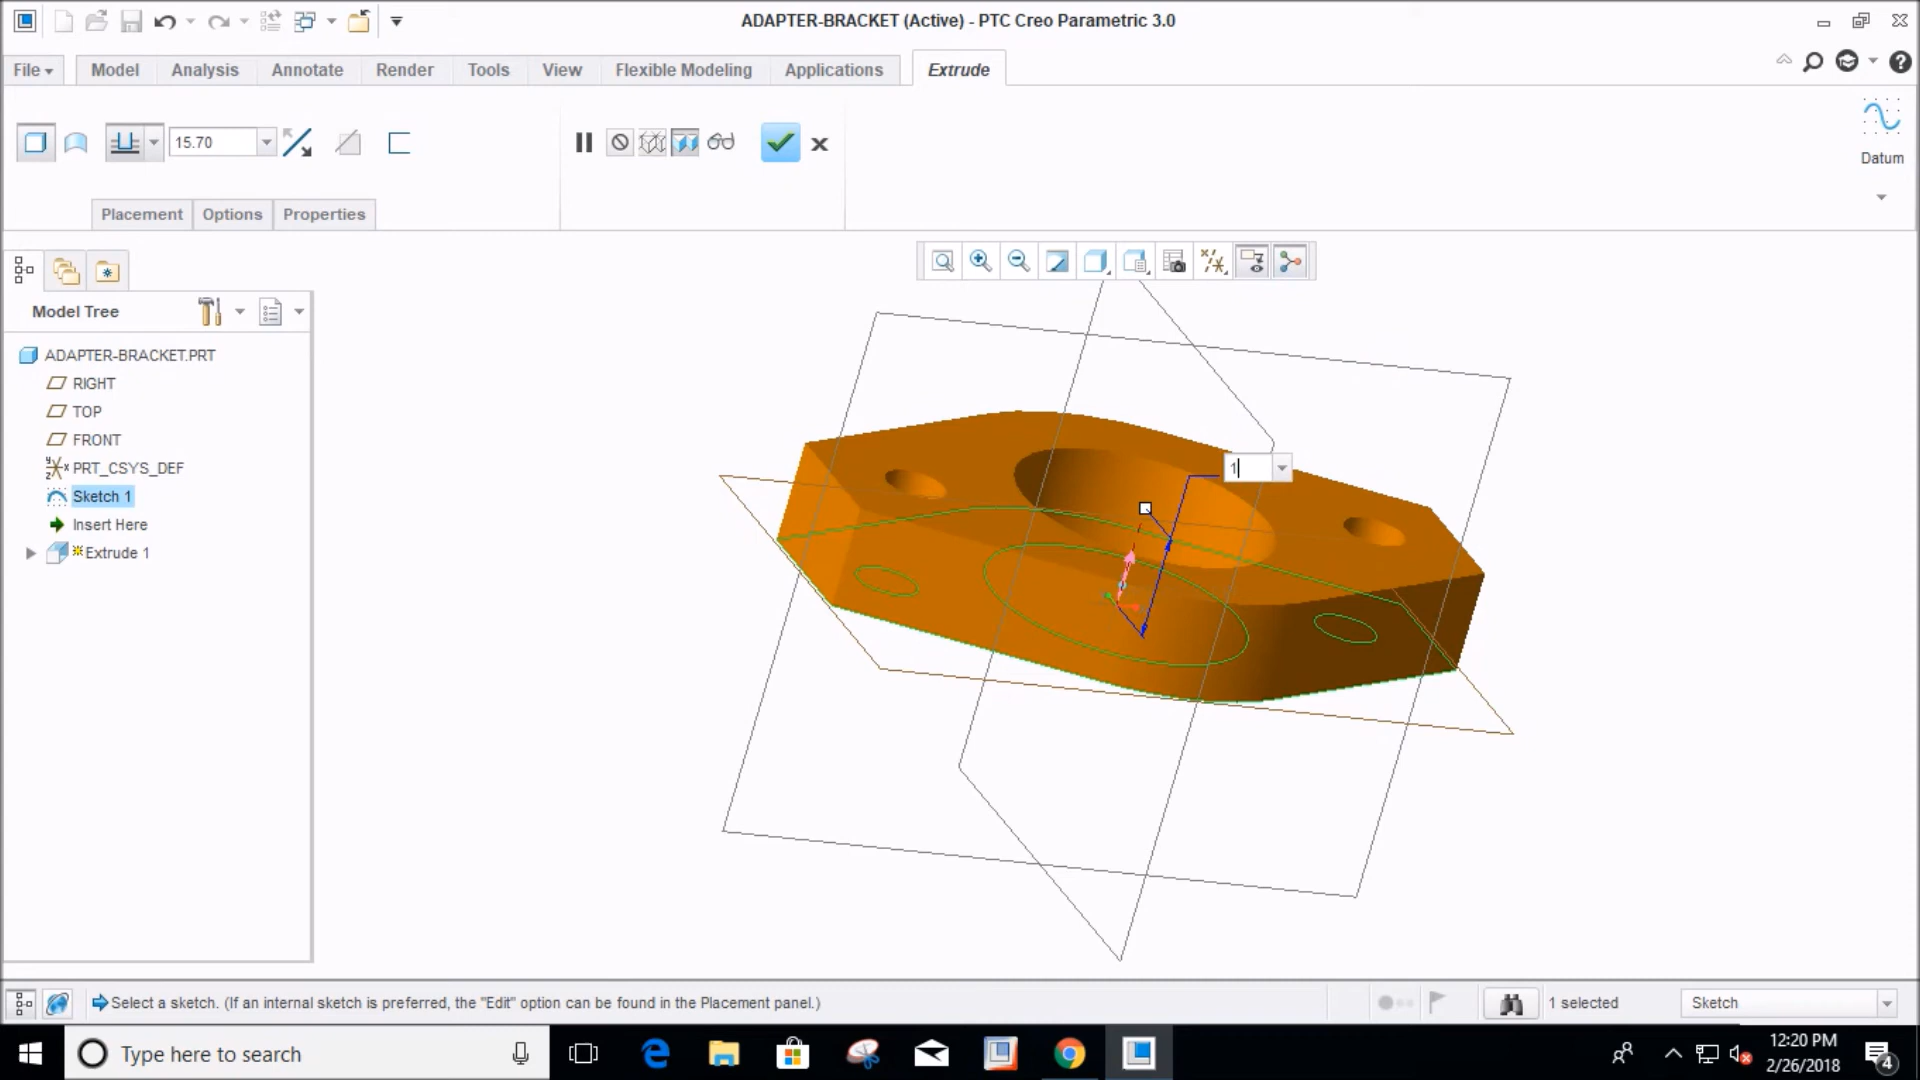 ADAPTER-BRACKET (Active) - PTC Creo Parametric 3.0
File
Model
Analysis
Annotate
Render
Tools
View
Flexible Modeling
Applications
Extrude
15.70
Datum
Placement
Options
Properties
Model Tree
ADAPTER-BRACKET.PRT
RIGHT
TOP
FRONT
PRT_CSYS_DEF
Sketch 1
Insert Here
Extrude 1
1
Select a sketch. (If an internal sketch is preferred, the "Edit" option can be found in the Placement panel.)
1 selected
Sketch
Type here to search
12:20 PM
2/26/2018
4